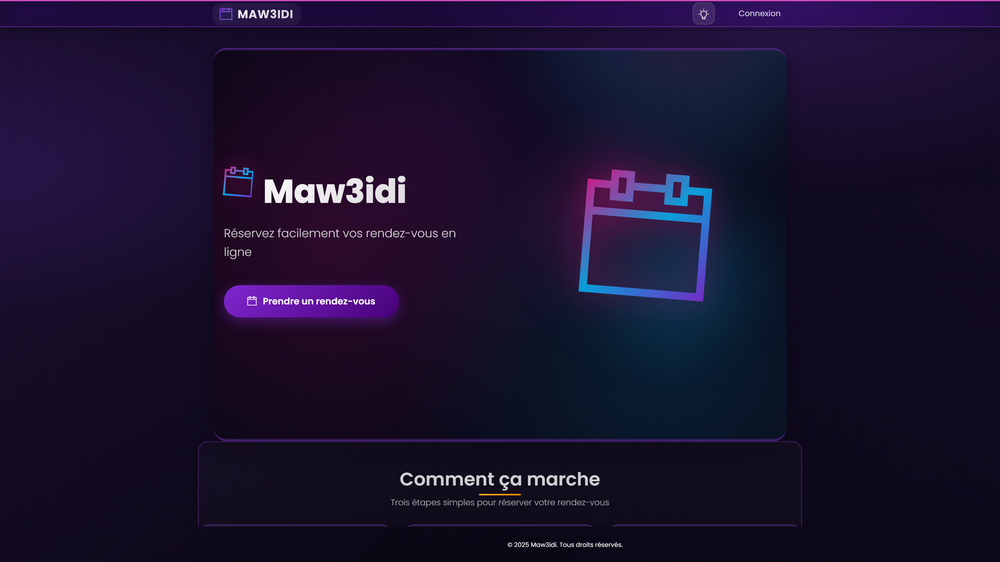 MAW3IDI
Connexion
Maw3idi
Réservez facilement vos rendez-vous en
ligne
Prendre un rendez-vous
Comment ça marche
Trois étapes simples pour réserver votre rendez-vous
© 2025 Maw3idi. Tous droits réservés.